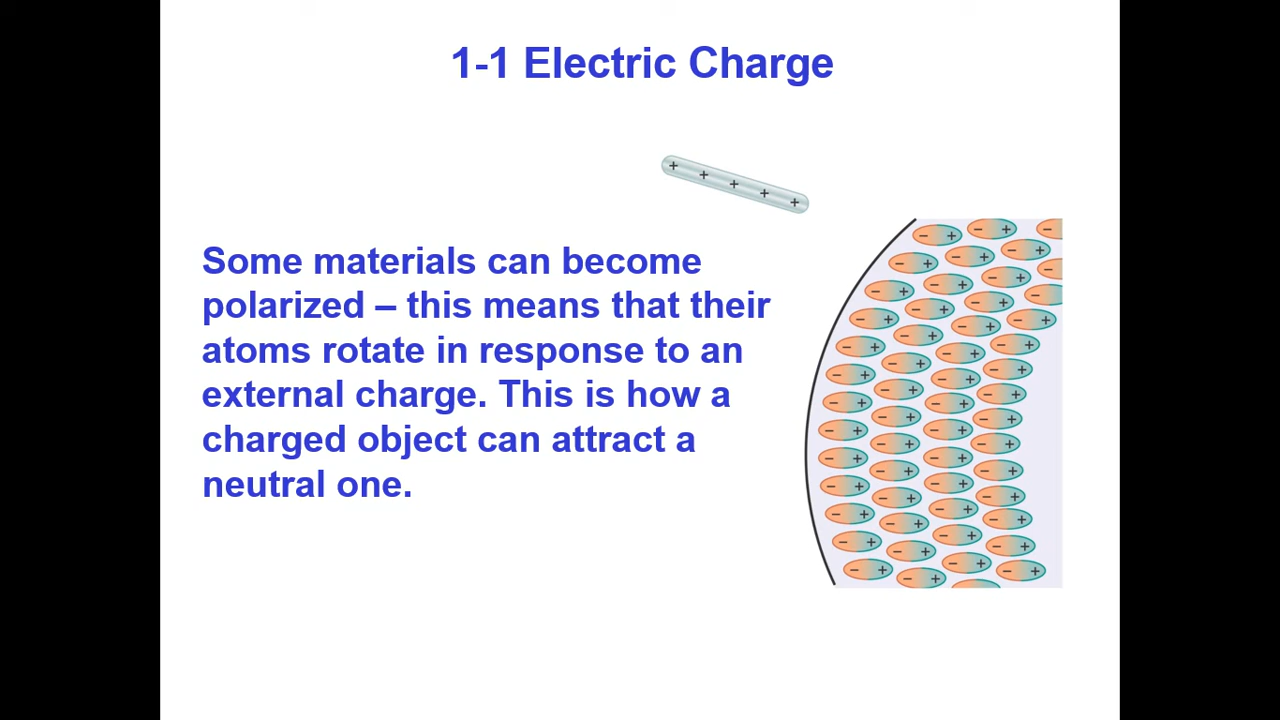 1-1 Electric Charge
+ + + + +
Some materials can become
polarized – this means that their
atoms rotate in response to an
external charge. This is how a
charged object can attract a
neutral one.